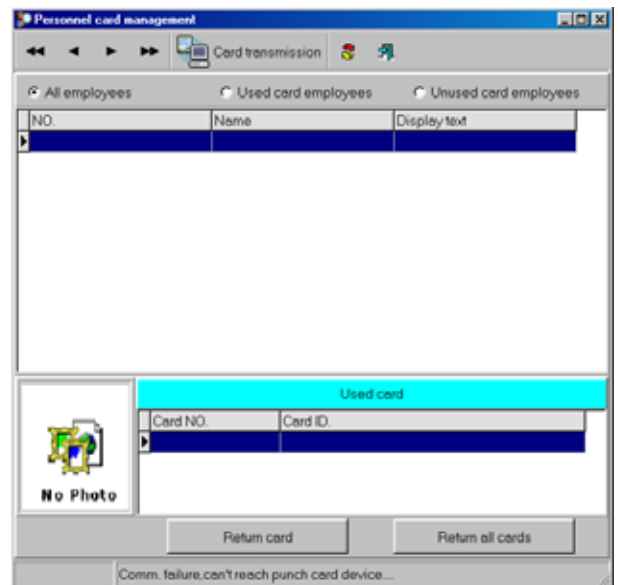 Personnel card management
Card transmission
All employees Used card employees Unused card employees
NO. Name Display text
Used card
Card NO. Card ID.
No Photo
Return card Return all cards
Comm. failure,can't reach punch card device....